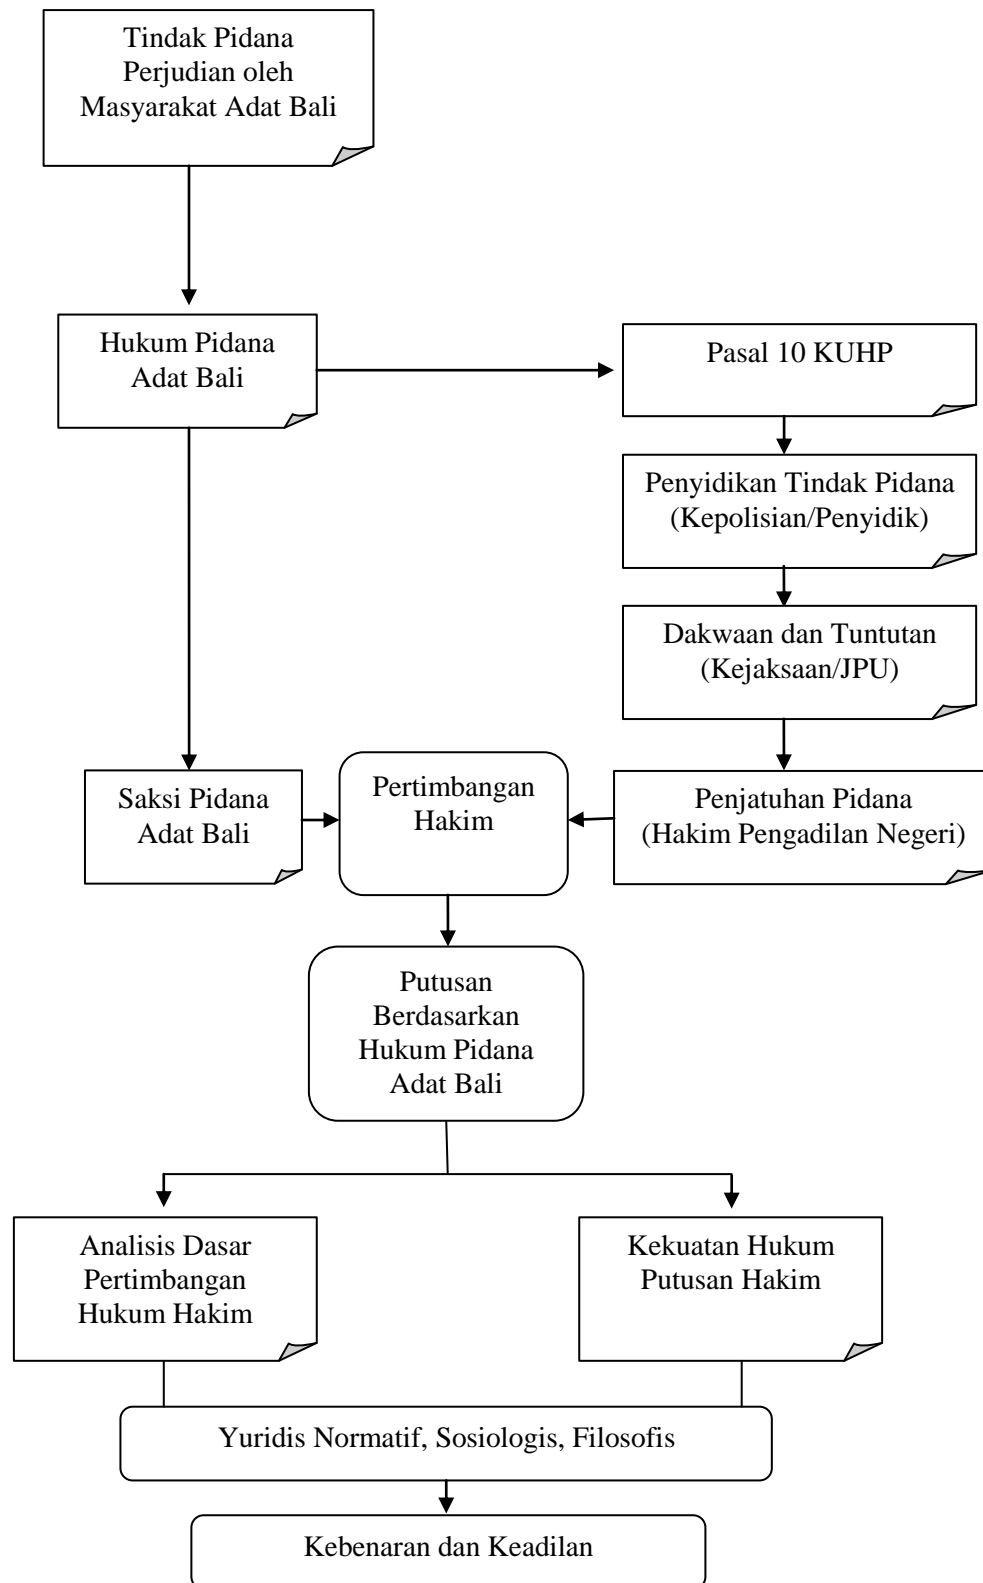 Tindak Pidana
Perjudian oleh
Masyarakat Adat Bali
Hukum Pidana
Adat Bali
Pasal 10 KUHP
Penyidikan Tindak Pidana
(Kepolisian/Penyidik)
Dakwaan dan Tuntutan
(Kejaksaan/JPU)
Saksi Pidana
Adat Bali
Pertimbangan
Hakim
Penjatuhan Pidana
(Hakim Pengadilan Negeri)
Putusan
Berdasarkan
Hukum Pidana
Adat Bali
Analisis Dasar
Pertimbangan
Hukum Hakim
Kekuatan Hukum
Putusan Hakim
Yuridis Normatif, Sosiologis, Filosofis
Kebenaran dan Keadilan